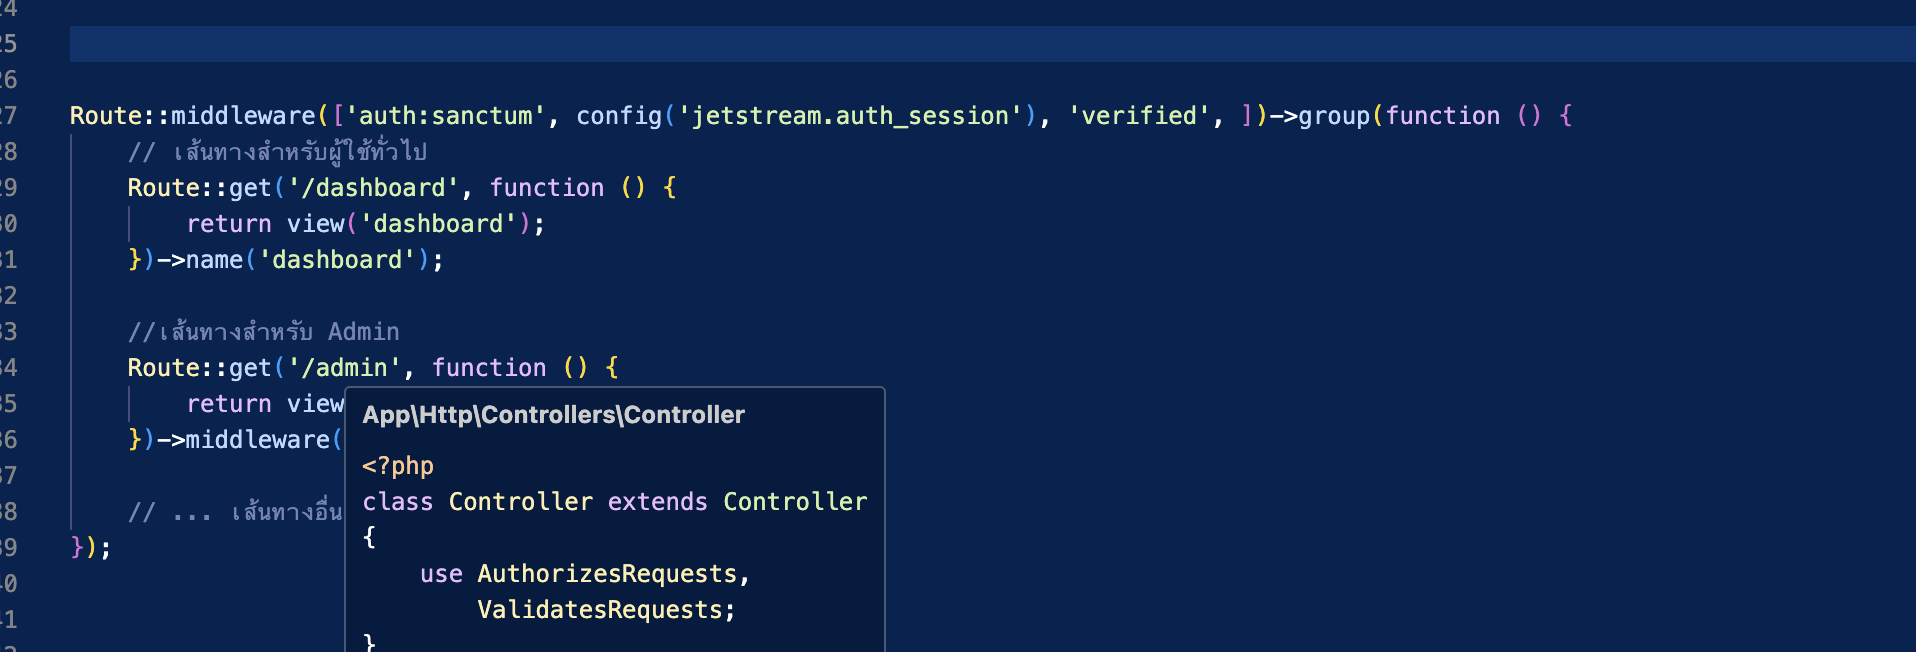 24
25
26
27 Route::middleware(['auth:sanctum', config('jetstream.auth_session'), 'verified', ])->group(function () {
28 // เส้นทางสำหรับผู้ใช้ทั่วไป
29 Route::get('/dashboard', function () {
30 return view('dashboard');
31 })->name('dashboard');
32
33 //เส้นทางสำหรับ Admin
34 Route::get('/admin', function () {
35 return view
36 })->middleware(
37
38 // ... เส้นทางอื่น
39 });
40
41
App\Http\Controllers\Controller
<?php
class Controller extends Controller
{
use AuthorizesRequests,
ValidatesRequests;
}